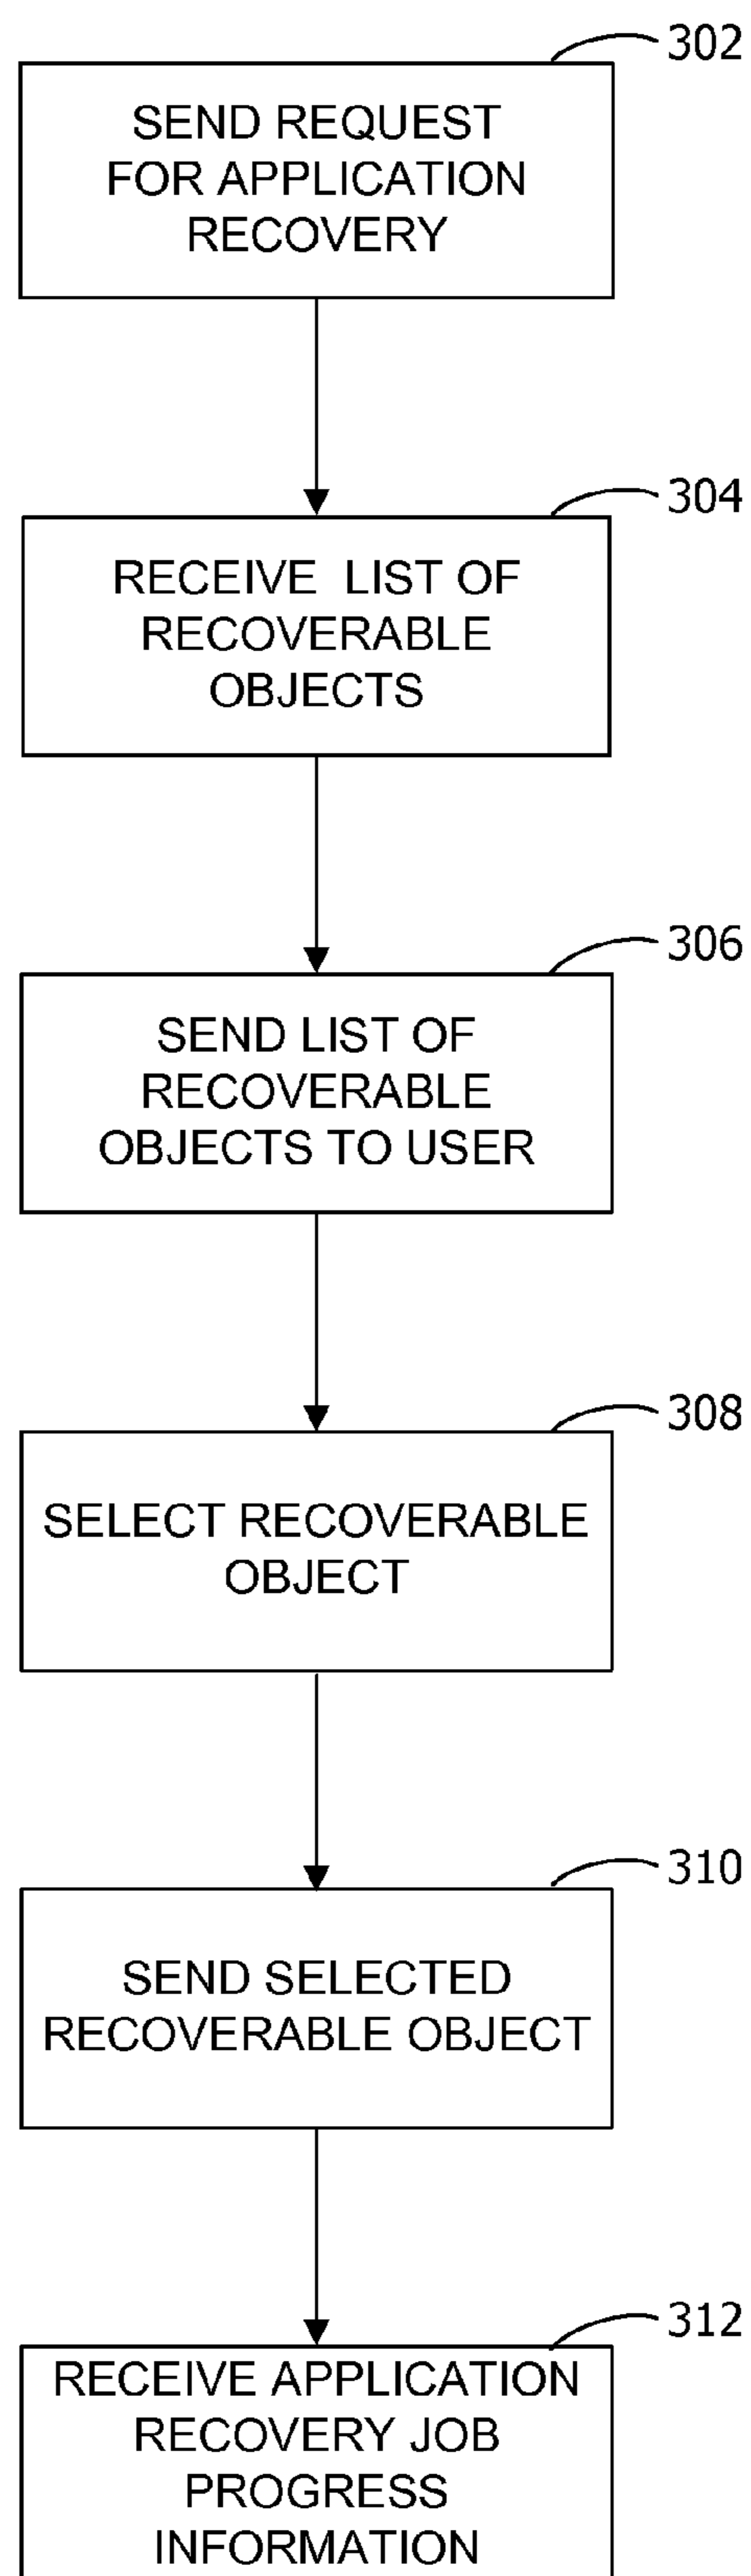 302
SEND REQUEST
FOR APPLICATION
RECOVERY
304
RECEIVE LIST OF
RECOVERABLE
OBJECTS
306
SEND LIST OF
RECOVERABLE
OBJECTS TO USER
308
SELECT RECOVERABLE
OBJECT
310
SEND SELECTED
RECOVERABLE OBJECT
312
RECEIVE APPLICATION
RECOVERY JOB
PROGRESS
INFORMATION